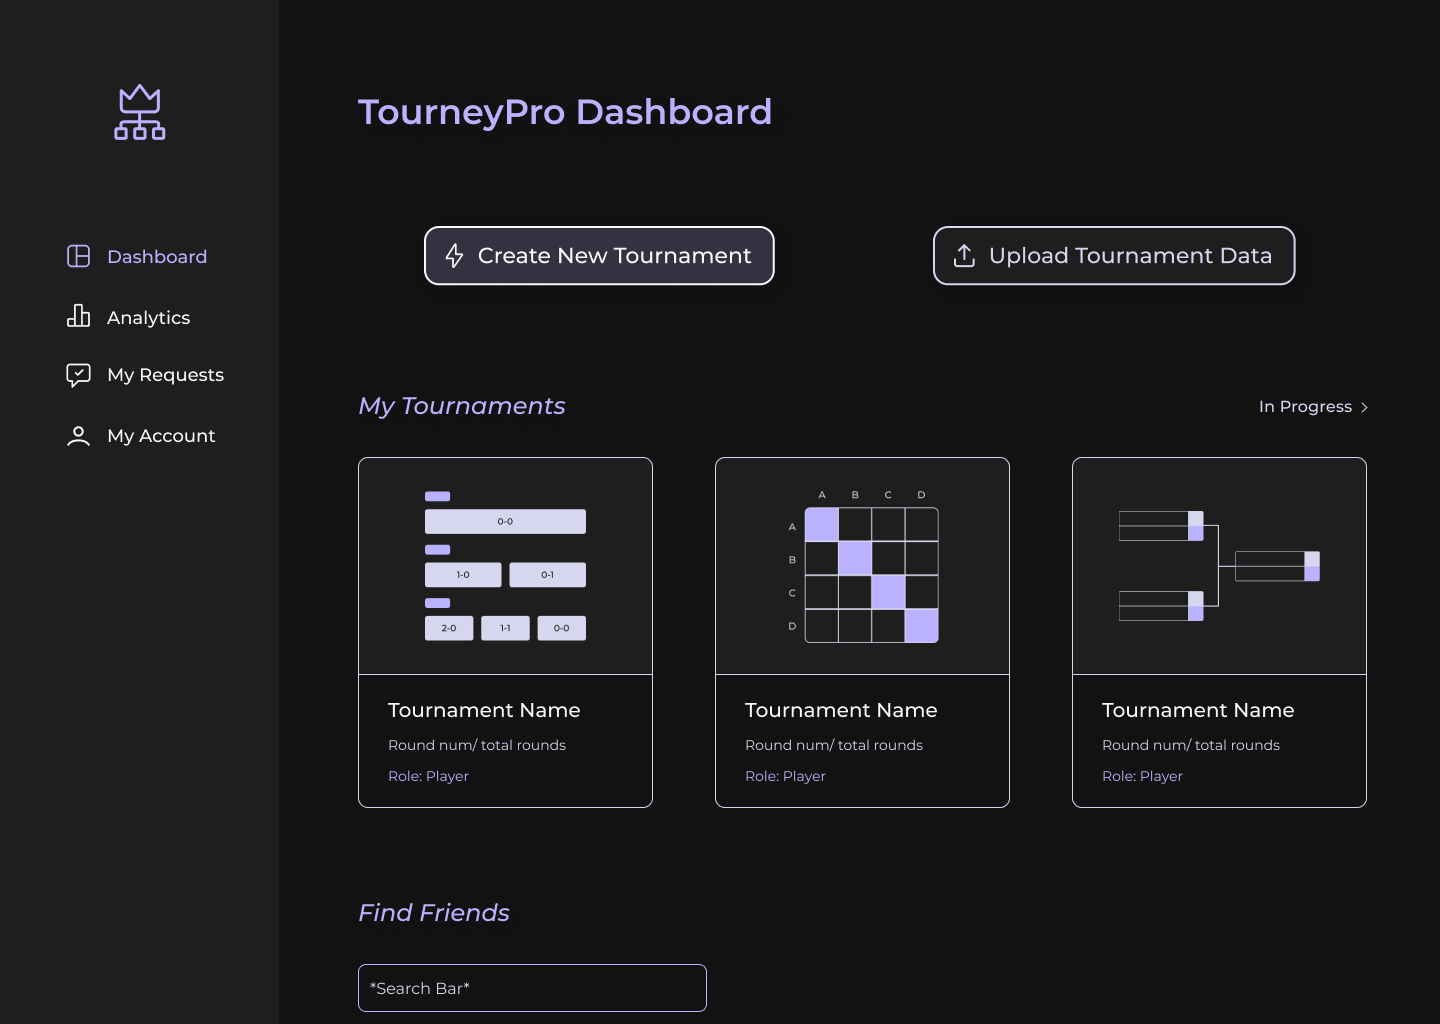 TourneyPro Dashboard
Dashboard
Analytics
My Requests
My Account
Create New Tournament
Upload Tournament Data
My Tournaments
In Progress
0-0
1-0 0-1
2-0 1-1 0-0
Tournament Name
Round num/ total rounds
Role: Player
A B C D
A
B
C
D
Tournament Name
Round num/ total rounds
Role: Player
Tournament Name
Round num/ total rounds
Role: Player
Find Friends
*Search Bar*